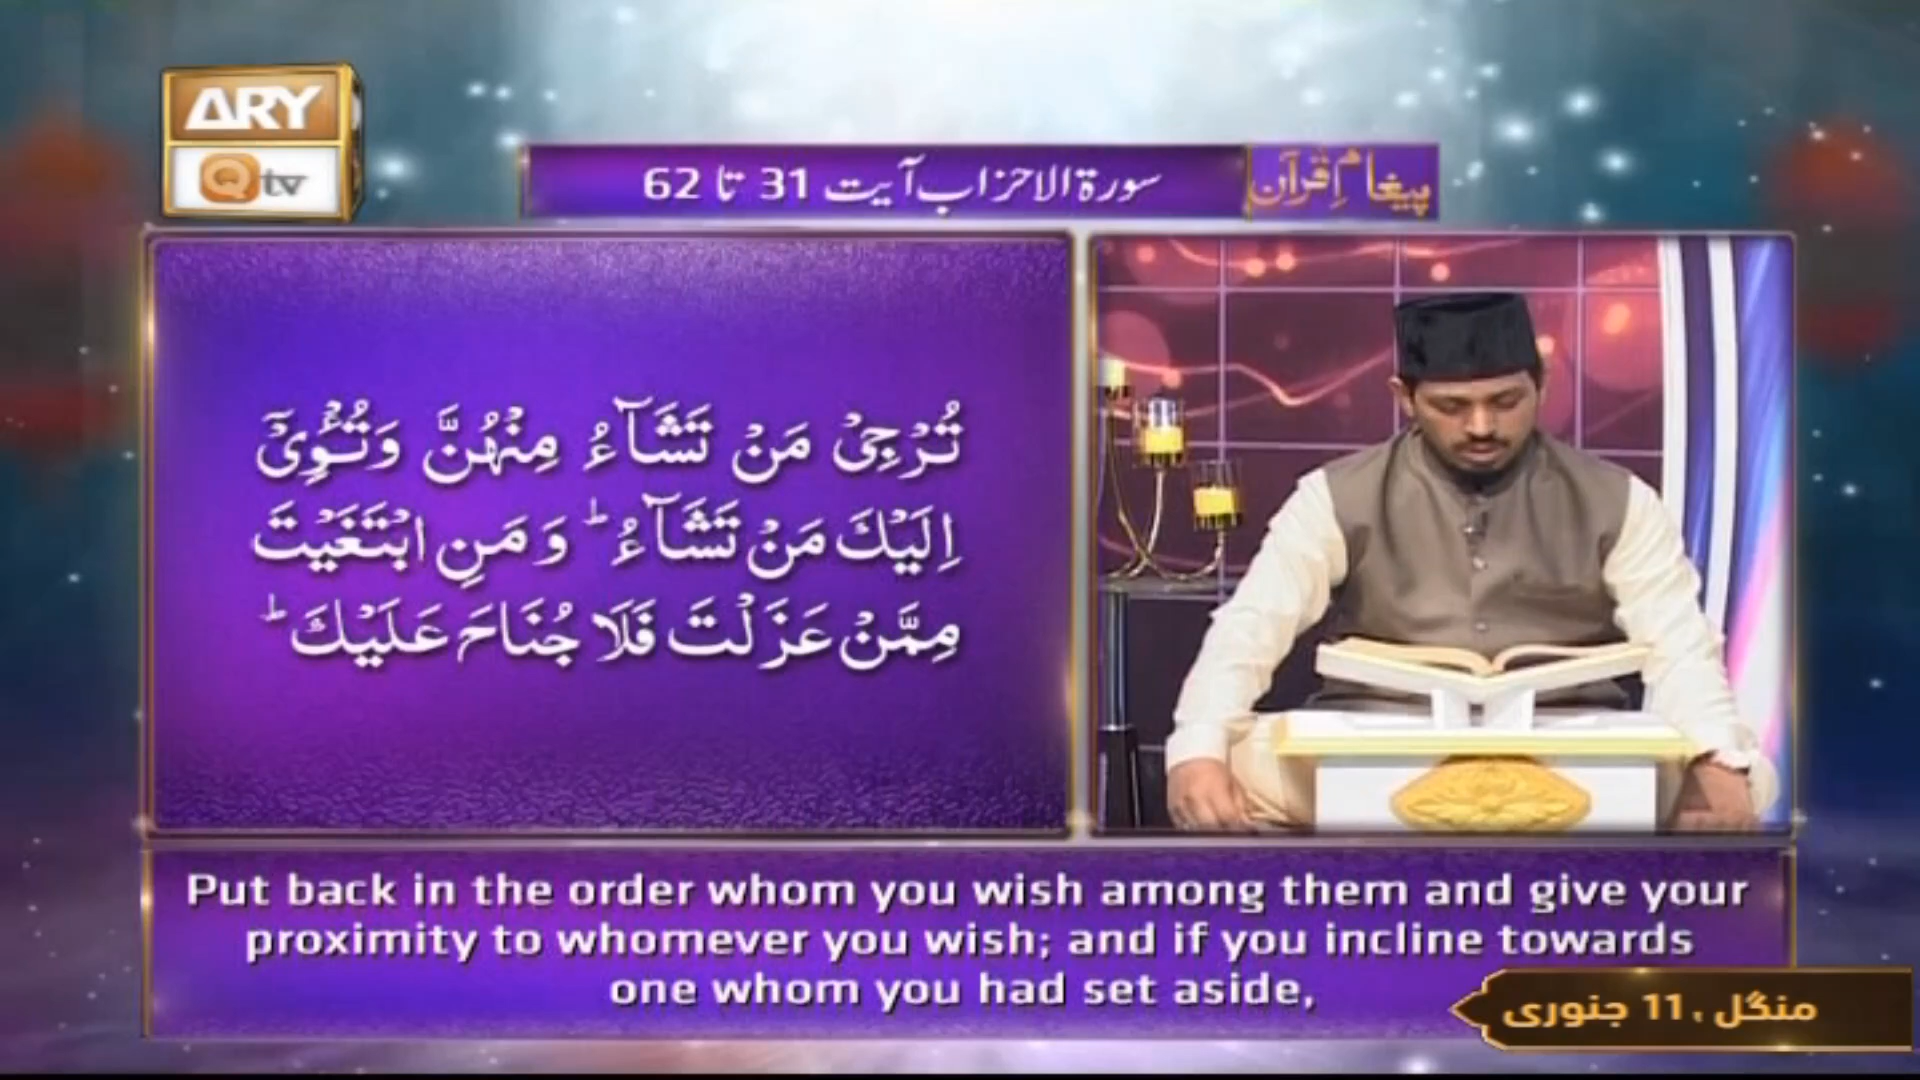 ARY
Qtv
پیغامِ قرآن
سورۃ الاحزاب آیت 31 تا 62
تُرْجِیْ مَنْ تَشَآءُ مِنْهُنَّ وَتُـْٔوِیْۤ
اِلَیْكَ مَنْ تَشَآءُ ؕ وَ مَنِ ابْتَغَیْتَ
مِمَّنْ عَزَلْتَ فَلَا جُنَاحَ عَلَیْكَ ؕ
Put back in the order whom you wish among them and give your
proximity to whomever you wish; and if you incline towards
one whom you had set aside,
منگل، 11 جنوری